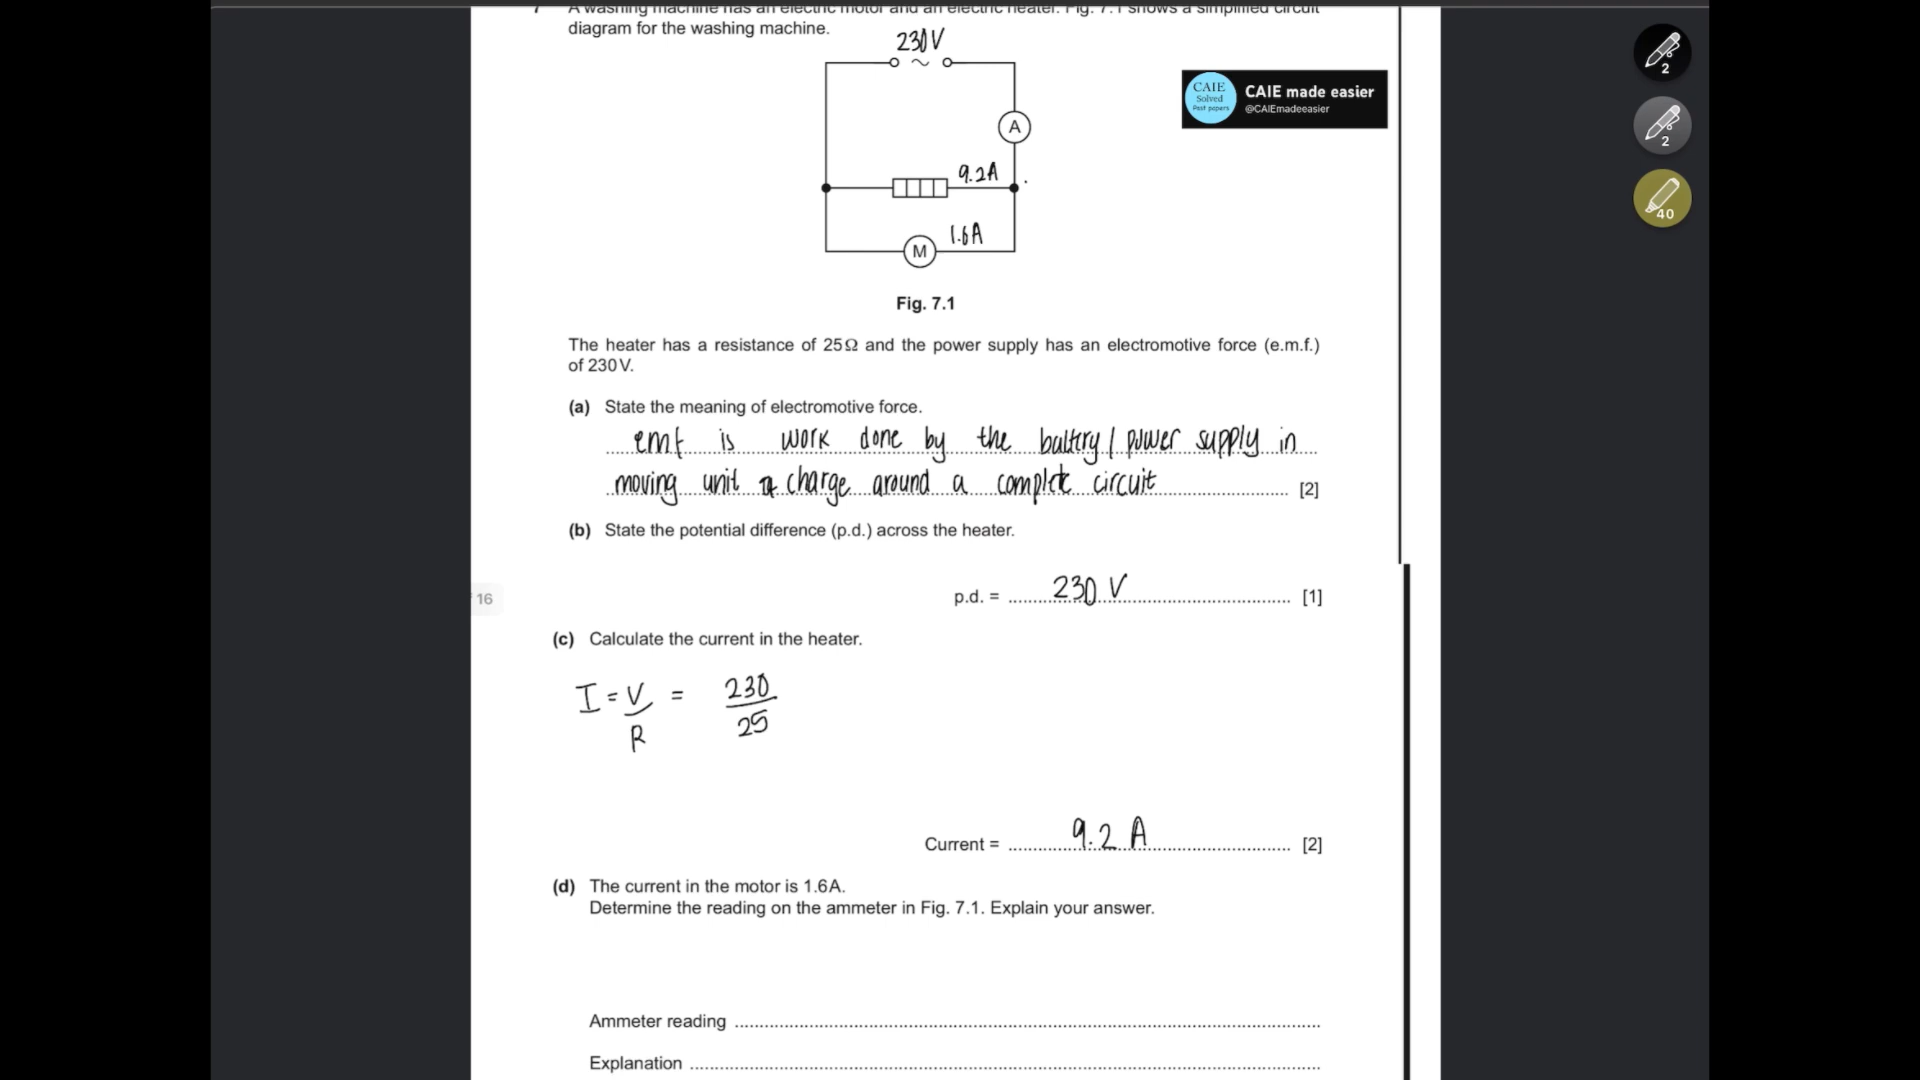 7 A washing machine has an electric motor and an electric heater. Fig. 7.1 shows a simplified circuit
diagram for the washing machine.
230V
CAIE
Solved
Past papers
CAIE made easier
@CAIEmadeeasier
A
9.2A
1.6A
M
Fig. 7.1
The heater has a resistance of 25Ω and the power supply has an electromotive force (e.m.f.)
of 230V.
(a) State the meaning of electromotive force.
emf is work done by the battery / power supply in
moving unit charge around a complete circuit [2]
(b) State the potential difference (p.d.) across the heater.
16
p.d. = 230 V [1]
(c) Calculate the current in the heater.
I = V/R = 230/25
Current = 9.2 A [2]
(d) The current in the motor is 1.6A.
Determine the reading on the ammeter in Fig. 7.1. Explain your answer.
Ammeter reading
Explanation
2
2
40